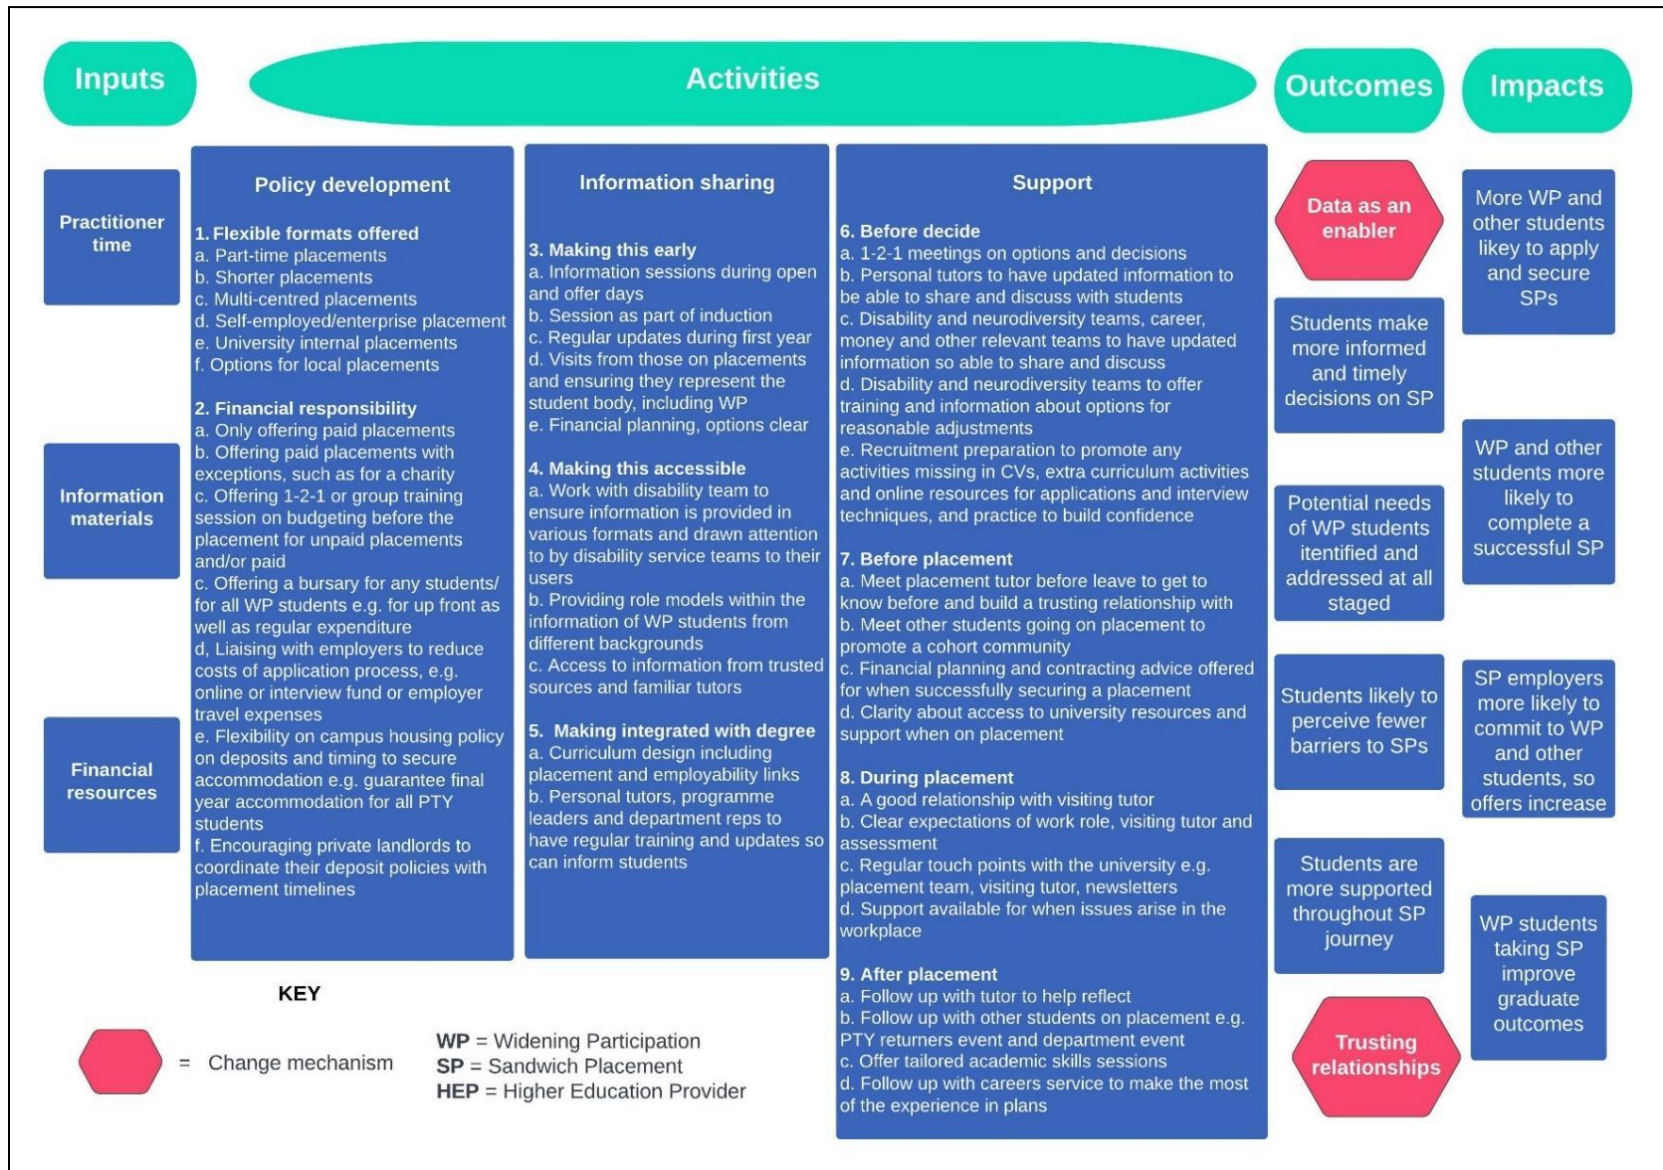 Inputs
Activities
Outcomes
Impacts
Practitioner
time
Information
materials
Financial
resources
Policy development
1. Flexible formats offered
a. Part-time placements
b. Shorter placements
c. Multi-centred placements
d. Self-employed/enterprise placement
e. University internal placements
f. Options for local placements
2. Financial responsibility
a. Only offering paid placements
b. Offering paid placements with
exceptions, such as for a charity
c. Offering 1-2-1 or group training
session on budgeting before the
placement for unpaid placements
and/or paid
c. Offering a bursary for any students/
for all WP students e.g. for up front as
well as regular expenditure
d, Liaising with employers to reduce
costs of application process, e.g.
online or interview fund or employer
travel expenses
e. Flexibility on campus housing policy
on deposits and timing to secure
accommodation e.g. guarantee final
year accommodation for all PTY
students
f. Encouraging private landlords to
coordinate their deposit policies with
placement timelines
Information sharing
3. Making this early
a. Information sessions during open
and offer days
b. Session as part of induction
c. Regular updates during first year
d. Visits from those on placements
and ensuring they represent the
student body, including WP
e. Financial planning, options clear
4. Making this accessible
a. Work with disability team to
ensure information is provided in
various formats and drawn attention
to by disability service teams to their
users
b. Providing role models within the
information of WP students from
different backgrounds
c. Access to information from trusted
sources and familiar tutors
5. Making integrated with degree
a. Curriculum design including
placement and employability links
b. Personal tutors, programme
leaders and department reps to
have regular training and updates so
can inform students
Support
6. Before decide
a. 1-2-1 meetings on options and decisions
b. Personal tutors to have updated information to
be able to share and discuss with students
c. Disability and neurodiversity teams, career,
money and other relevant teams to have updated
information so able to share and discuss
d. Disability and neurodiversity teams to offer
training and information about options for
reasonable adjustments
e. Recruitment preparation to promote any
activities missing in CVs, extra curriculum activities
and online resources for applications and interview
techniques, and practice to build confidence
7. Before placement
a. Meet placement tutor before leave to get to
know before and build a trusting relationship with
b. Meet other students going on placement to
promote a cohort community
c. Financial planning and contracting advice offered
for when successfully securing a placement
d. Clarity about access to university resources and
support when on placement
8. During placement
a. A good relationship with visiting tutor
b. Clear expectations of work role, visiting tutor and
assessment
c. Regular touch points with the university e.g.
placement team, visiting tutor, newsletters
d. Support available for when issues arise in the
workplace
9. After placement
a. Follow up with tutor to help reflect
b. Follow up with other students on placement e.g.
PTY returners event and department event
c. Offer tailored academic skills sessions
d. Follow up with careers service to make the most
of the experience in plans
Data as an
enabler
Students make
more informed
and timely
decisions on SP
Potential needs
of WP students
itentified and
addressed at all
staged
Students likely to
perceive fewer
barriers to SPs
Students are
more supported
throughout SP
journey
Trusting
relationships
More WP and
other students
likey to apply
and secure
SPs
WP and other
students more
likely to
complete a
successful SP
SP employers
more likely to
commit to WP
and other
students, so
offers increase
WP students
taking SP
improve
graduate
outcomes
KEY
= Change mechanism
WP = Widening Participation
SP = Sandwich Placement
HEP = Higher Education Provider